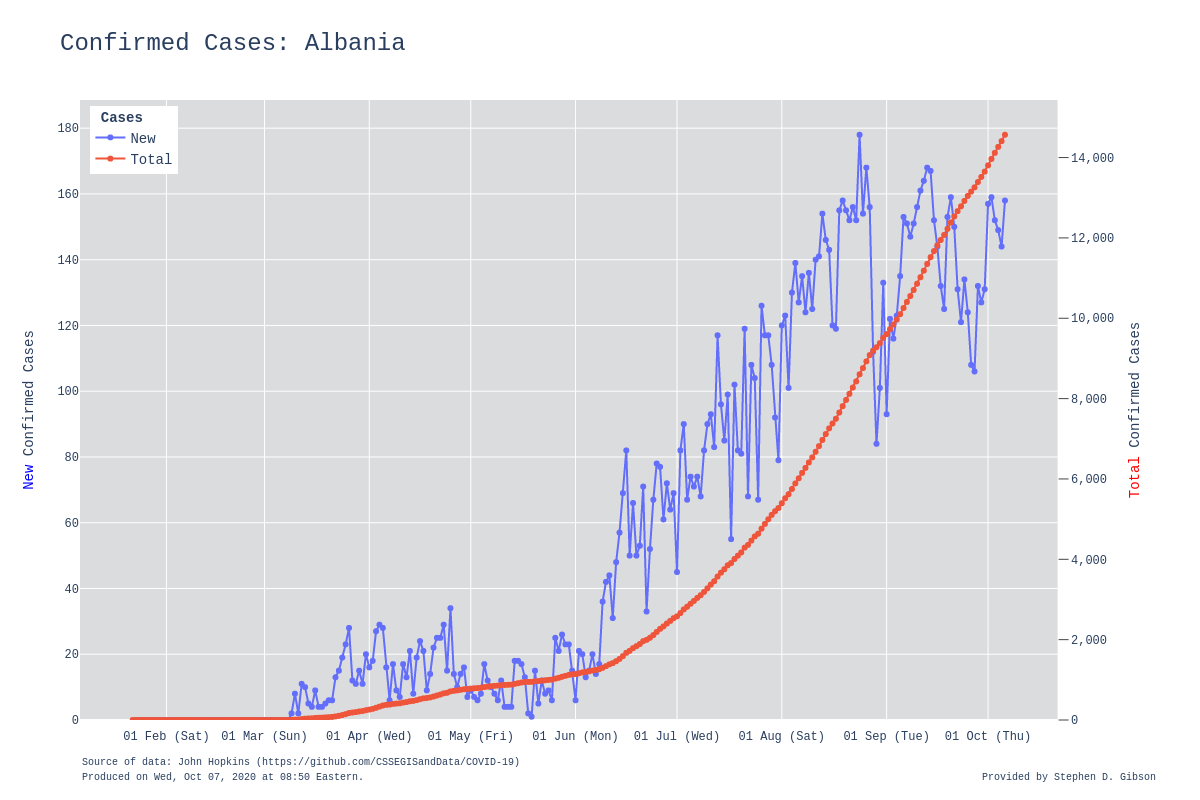 Confirmed Cases: Albania
Cases
New
Total
180
160
140
120
100
80
60
40
20
0
New Confirmed Cases
14,000
12,000
10,000
8,000
6,000
4,000
2,000
0
Total Confirmed Cases
01 Feb (Sat) 01 Mar (Sun) 01 Apr (Wed) 01 May (Fri) 01 Jun (Mon) 01 Jul (Wed) 01 Aug (Sat) 01 Sep (Tue) 01 Oct (Thu)
Source of data: John Hopkins (https://github.com/CSSEGISandData/COVID-19)
Produced on Wed, Oct 07, 2020 at 08:50 Eastern.
Provided by Stephen D. Gibson